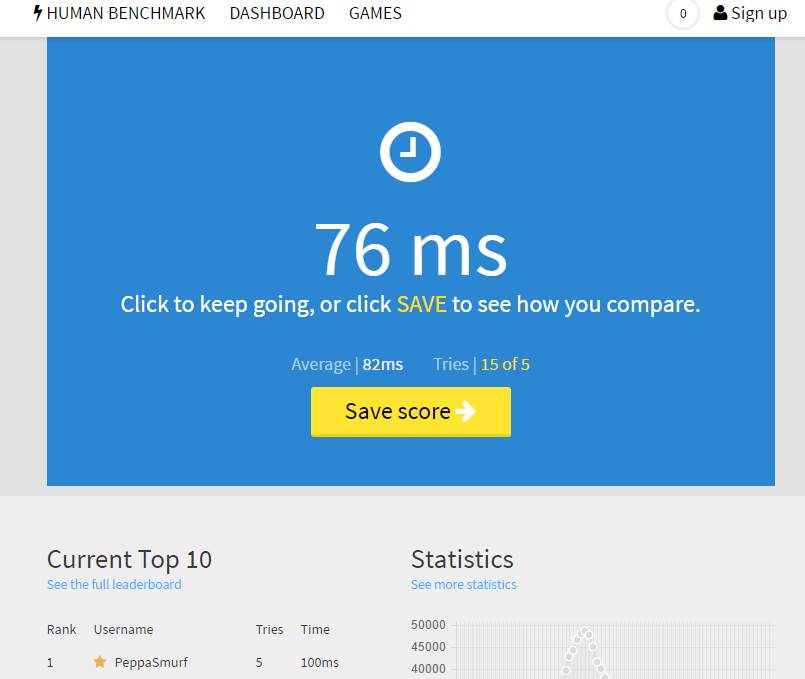 HUMAN BENCHMARK DASHBOARD GAMES 0 Sign up
76 ms
Click to keep going, or click SAVE to see how you compare.
Average | 82ms Tries | 15 of 5
Save score
Current Top 10
See the full leaderboard
Rank Username Tries Time
1 PeppaSmurf 5 100ms
Statistics
See more statistics
50000
45000
40000